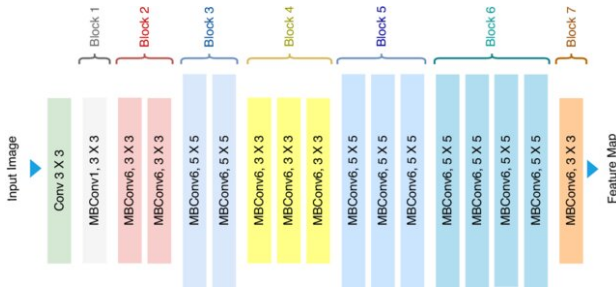 Block 1
Block 2
Block 3
Block 4
Block 5
Block 6
Block 7
Input Image
Conv 3 X 3
MBConv1, 3 X 3
MBConv6, 3 X 3
MBConv6, 3 X 3
MBConv6, 5 X 5
MBConv6, 5 X 5
MBConv6, 3 X 3
MBConv6, 3 X 3
MBConv6, 3 X 3
MBConv6, 5 X 5
MBConv6, 5 X 5
MBConv6, 5 X 5
MBConv6, 5 X 5
MBConv6, 5 X 5
MBConv6, 5 X 5
MBConv6, 5 X 5
MBConv6, 3 X 3
Feature Map